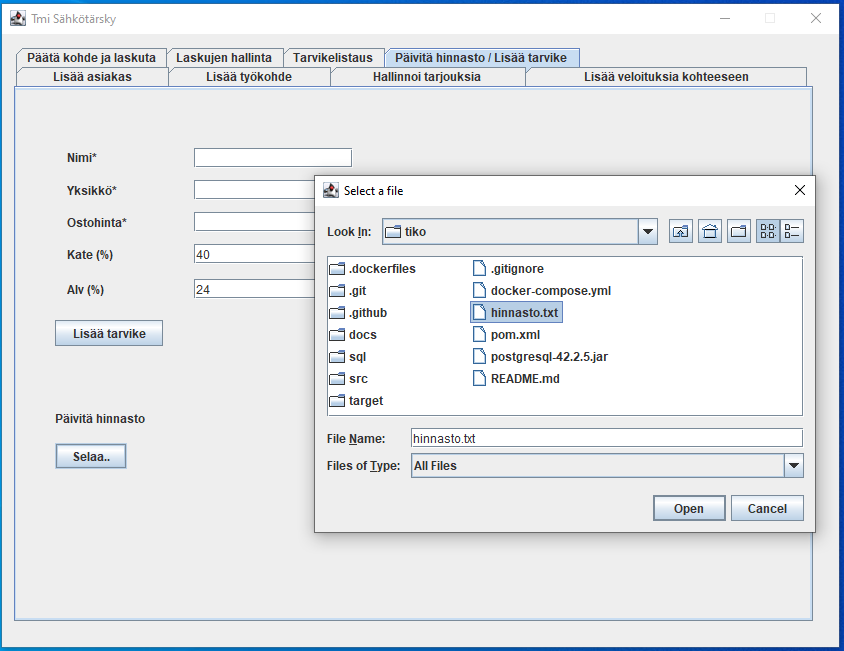 Tmi Sähkötärsky
Päätä kohde ja laskuta Laskujen hallinta Tarvikelistaus Päivitä hinnasto / Lisää tarvike
Lisää asiakas Lisää työkohde Hallinnoi tarjouksia Lisää veloituksia kohteeseen
Nimi*
Yksikkö*
Ostohinta*
Kate (%) 40
Alv (%) 24
Lisää tarvike
Päivitä hinnasto
Selaa..
Select a file
Look In: tiko
.dockerfiles .gitignore
.git docker-compose.yml
.github hinnasto.txt
docs pom.xml
sql postgresql-42.2.5.jar
src README.md
target
File Name: hinnasto.txt
Files of Type: All Files
Open Cancel